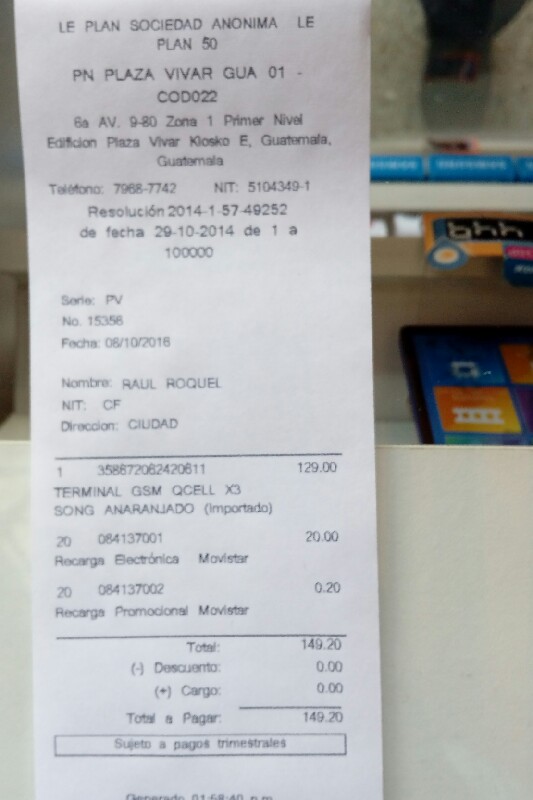 LE PLAN SOCIEDAD ANONIMA LE
PLAN 50
PN PLAZA VIVAR GUA 01 -
COD022
6a AV. 9-80 Zona 1 Primer Nivel
Edificion Plaza Vivar Kiosko E, Guatemala,
Guatemala
Teléfono: 7968-7742 NIT: 5104349-1
Resolución 2014-1-57-49252
de fecha 29-10-2014 de 1 a
100000
Serie: PV
No. 15356
Fecha: 08/10/2016
Nombre: RAUL ROQUEL
NIT: CF
Direccion: CIUDAD
1 358672062420611 129.00
TERMINAL GSM QCELL X3
SONG ANARANJADO (Importado)
20 084137001 20.00
Recarga Electrónica Movistar
20 084137002 0.20
Recarga Promocional Movistar
Total: 149.20
(-) Descuento: 0.00
(+) Cargo: 0.00
Total a Pagar: 149.20
Sujeto a pagos trimestrales
Generado 01:58:40 p.m.